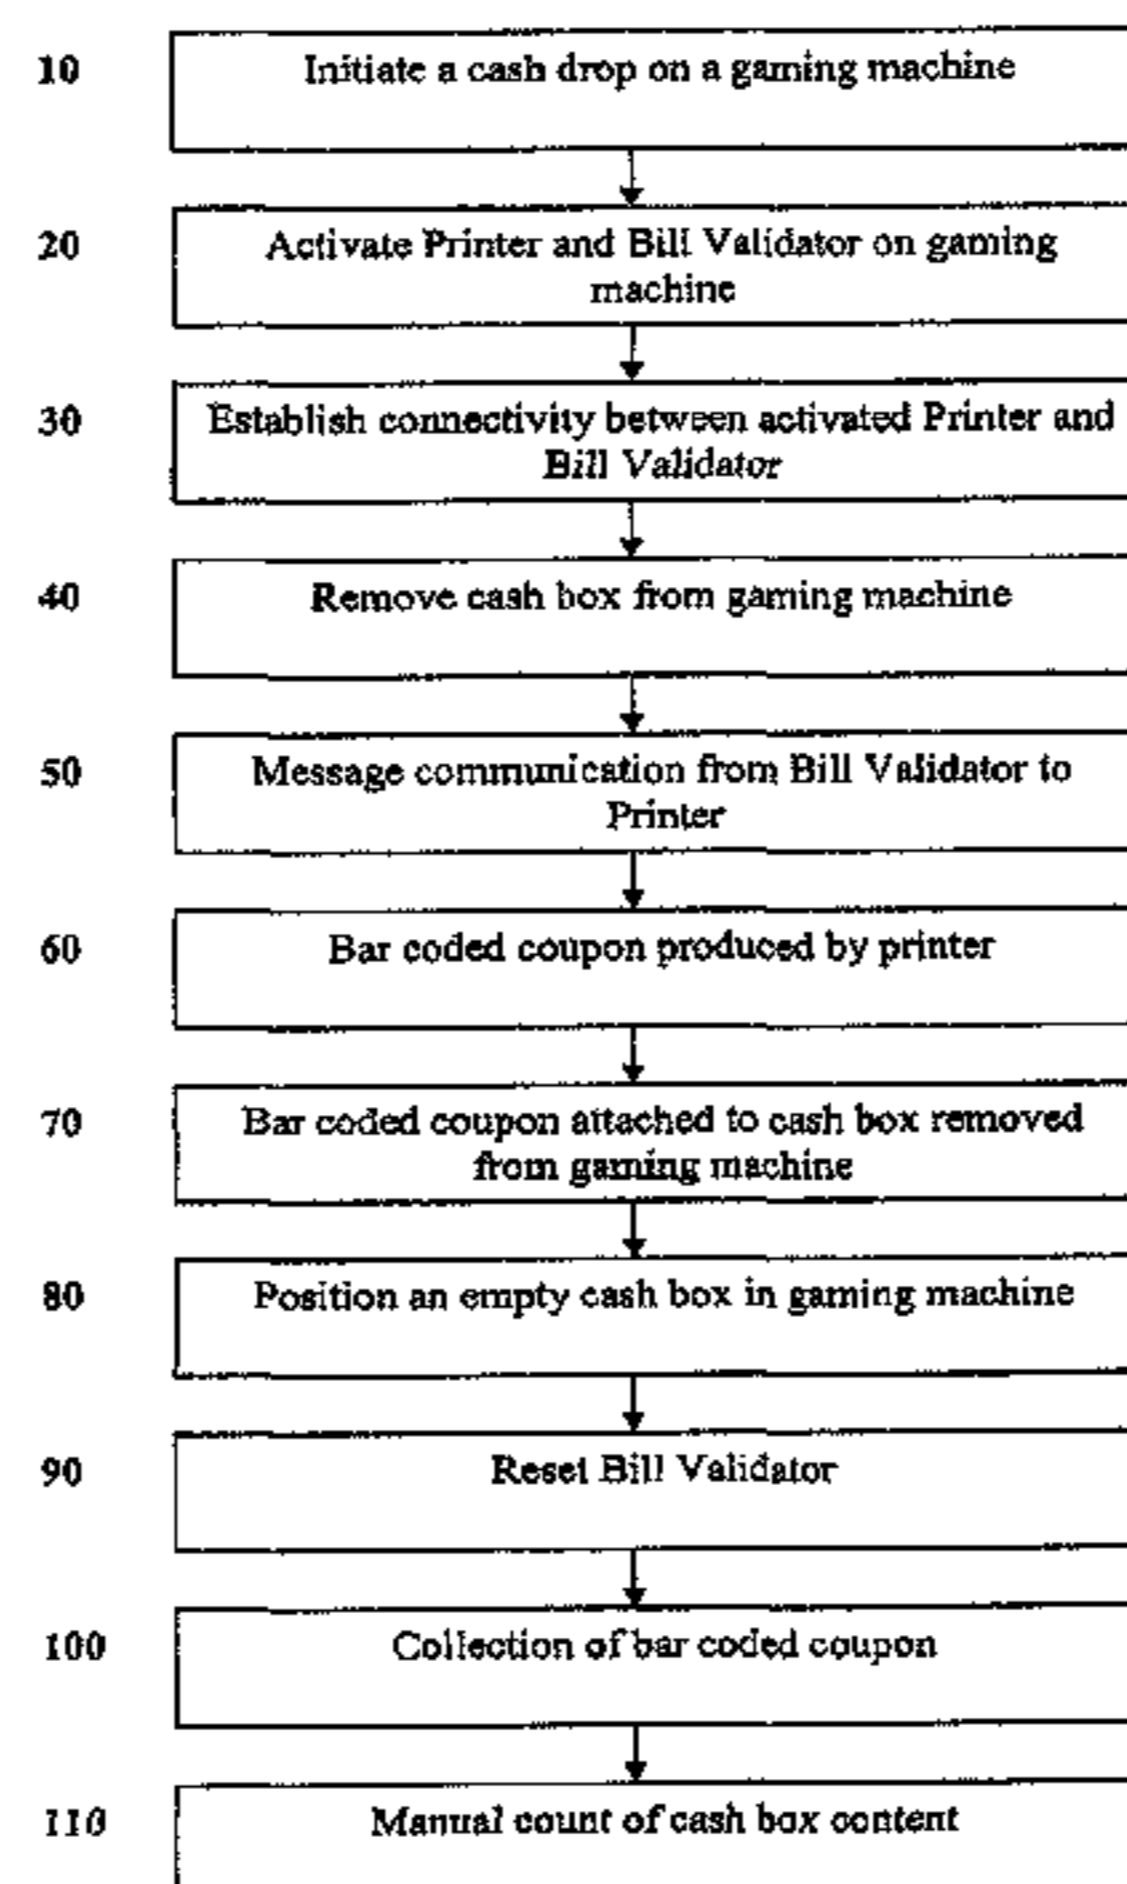 10 Initiate a cash drop on a gaming machine
20 Activate Printer and Bill Validator on gaming
machine
30 Establish connectivity between activated Printer and
Bill Validator
40 Remove cash box from gaming machine
50 Message communication from Bill Validator to
Printer
60 Bar coded coupon produced by printer
70 Bar coded coupon attached to cash box removed
from gaming machine
80 Position an empty cash box in gaming machine
90 Reset Bill Validator
100 Collection of bar coded coupon
110 Manual count of cash box content